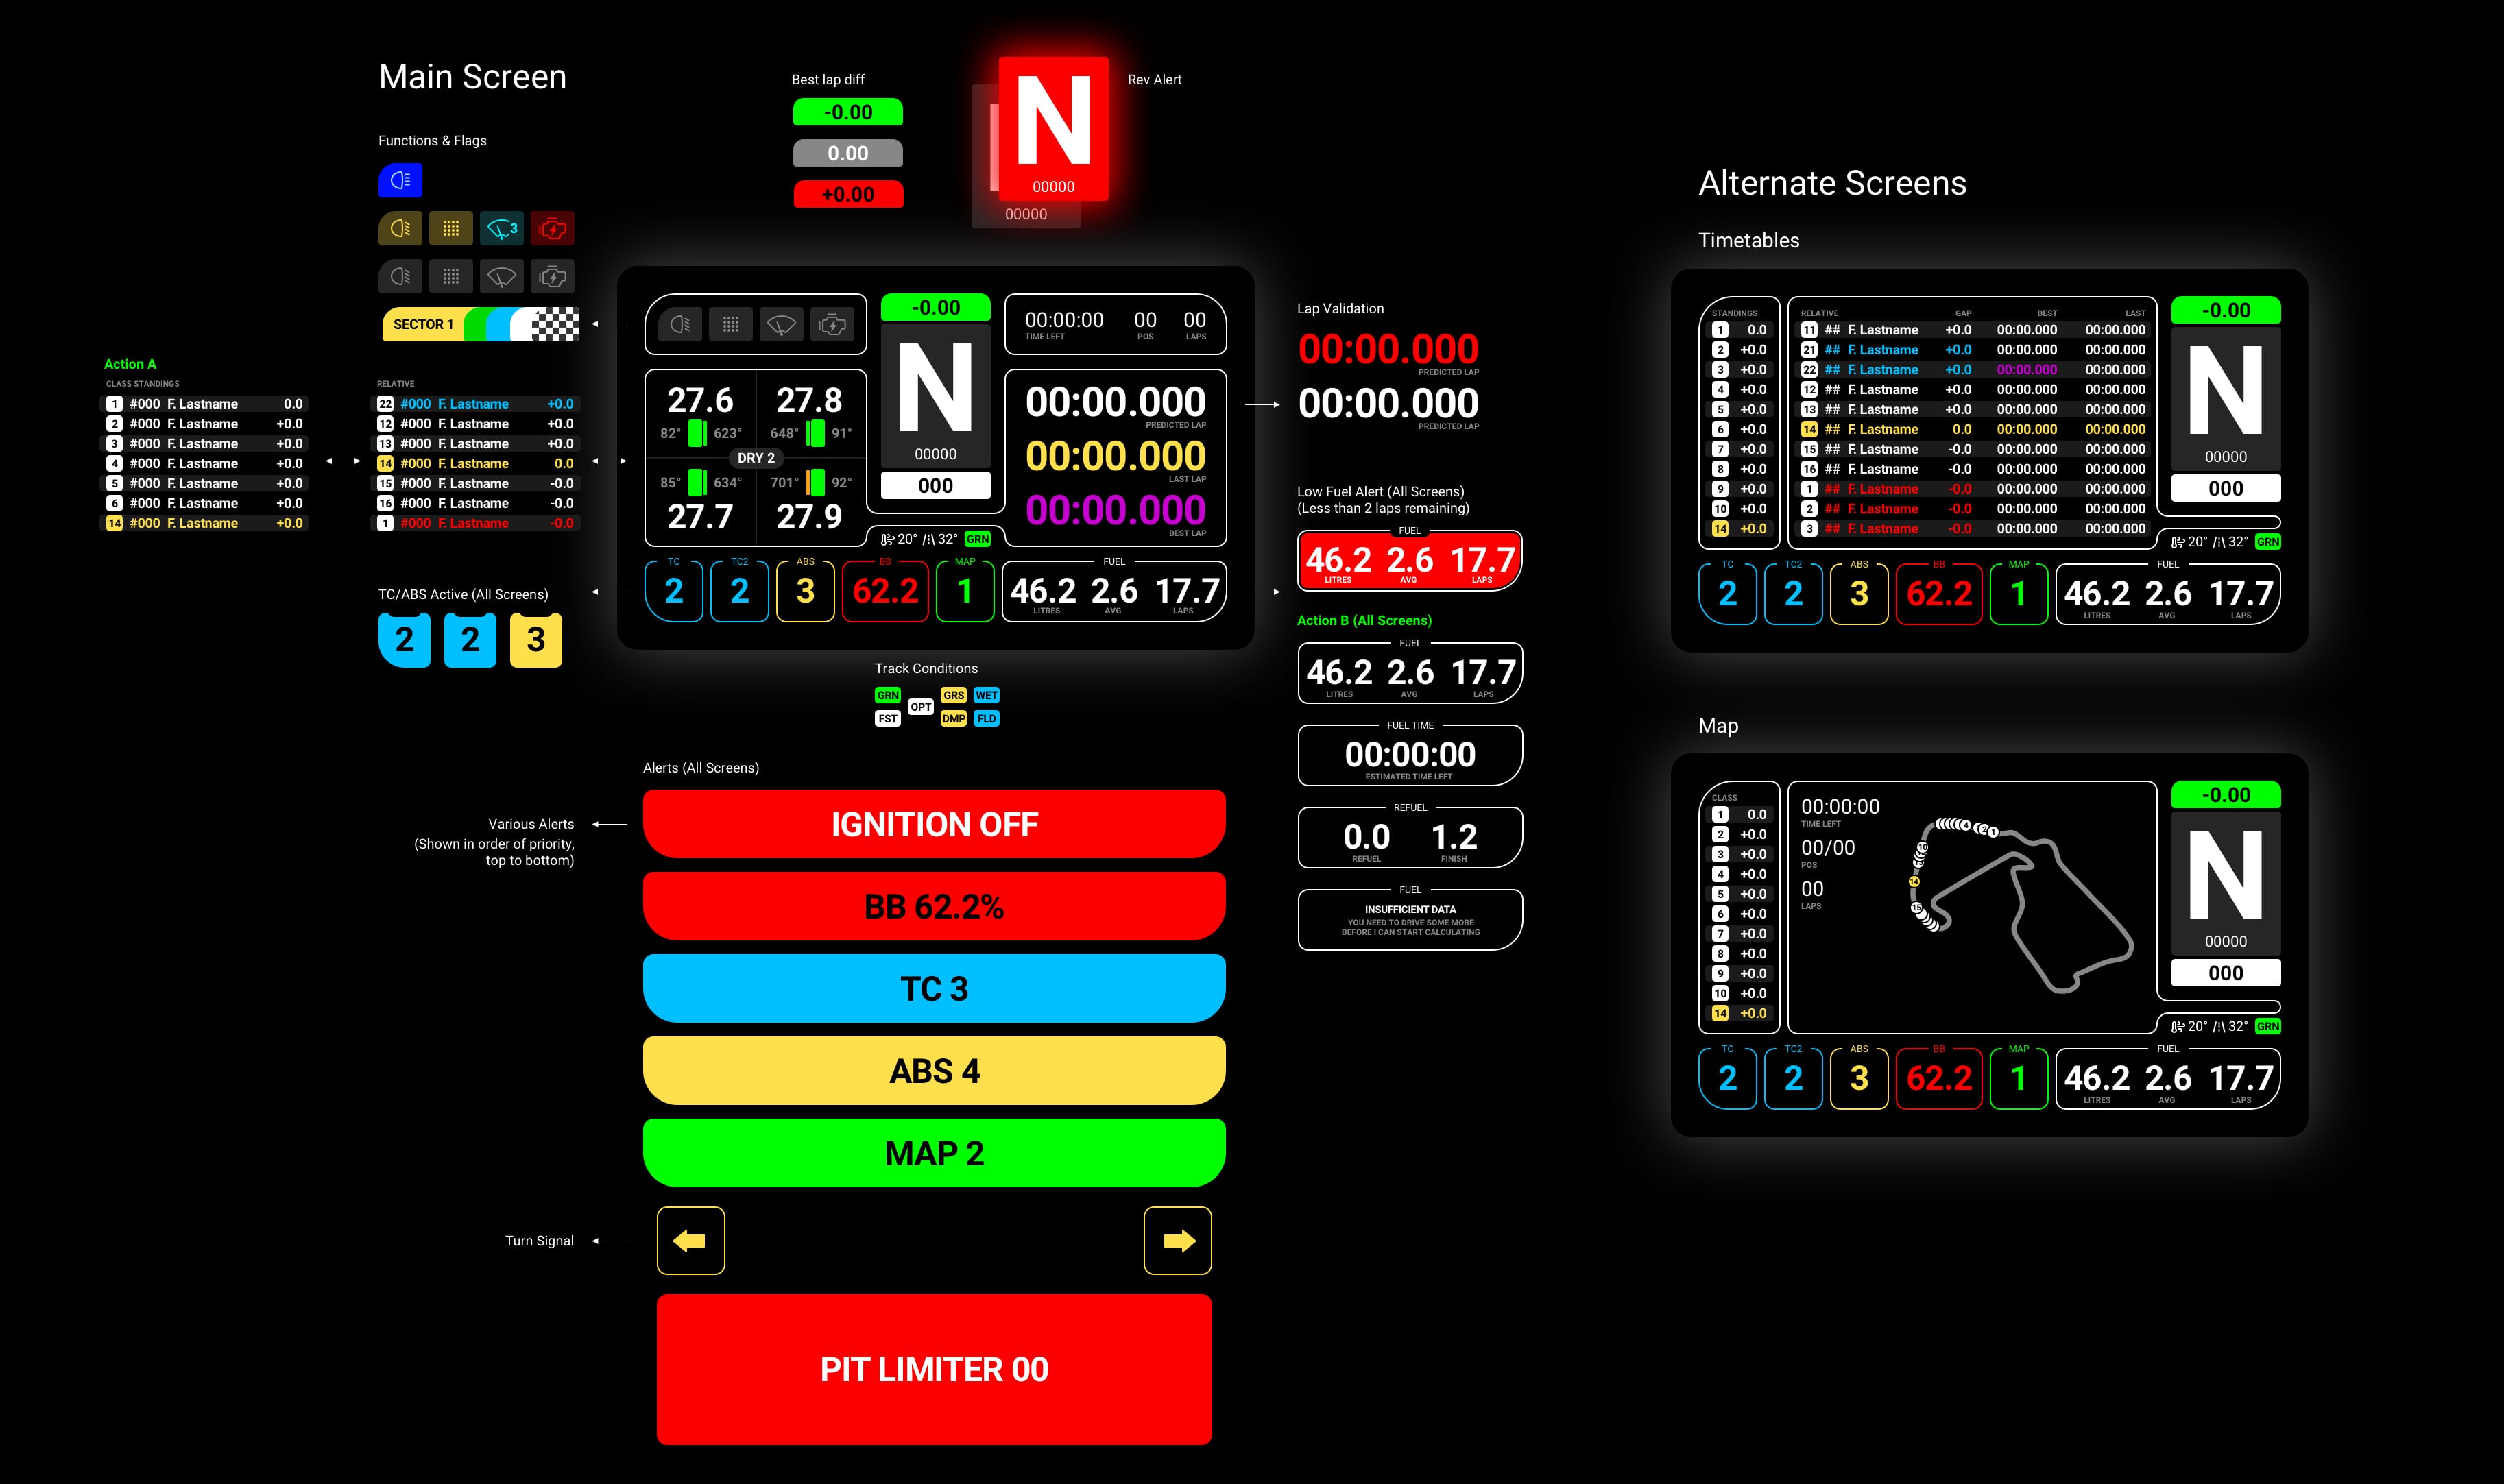 Main Screen
Functions & Flags
3
SECTOR 1
Best lap diff
-0.00
0.00
+0.00
N
00000
00000
Rev Alert
Action A
CLASS STANDINGS
1 #000 F. Lastname 0.0
2 #000 F. Lastname +0.0
3 #000 F. Lastname +0.0
4 #000 F. Lastname +0.0
5 #000 F. Lastname +0.0
6 #000 F. Lastname +0.0
14 #000 F. Lastname +0.0
RELATIVE
22 #000 F. Lastname +0.0
12 #000 F. Lastname +0.0
13 #000 F. Lastname +0.0
14 #000 F. Lastname 0.0
15 #000 F. Lastname -0.0
16 #000 F. Lastname -0.0
1 #000 F. Lastname -0.0
TC/ABS Active (All Screens)
2 2 3
27.6 27.8
82° 623° 648° 91°
DRY 2
85° 634° 701° 92°
27.7 27.9
-0.00
N
00000
000
20° 32° GRN
00:00:00 00 00
TIME LEFT POS LAPS
00:00.000
PREDICTED LAP
00:00.000
LAST LAP
00:00.000
BEST LAP
TC TC2 ABS BB MAP FUEL
2 2 3 62.2 1 46.2 2.6 17.7
LITRES AVG LAPS
Track Conditions
GRN OPT GRS WET
FST DMP FLD
Lap Validation
00:00.000
PREDICTED LAP
00:00.000
PREDICTED LAP
Low Fuel Alert (All Screens)
(Less than 2 laps remaining)
FUEL
46.2 2.6 17.7
LITRES AVG LAPS
Action B (All Screens)
FUEL
46.2 2.6 17.7
LITRES AVG LAPS
FUEL TIME
00:00:00
ESTIMATED TIME LEFT
REFUEL
0.0 1.2
REFUEL FINISH
FUEL
INSUFFICIENT DATA
YOU NEED TO DRIVE SOME MORE
BEFORE I CAN START CALCULATING
Alerts (All Screens)
Various Alerts
(Shown in order of priority,
top to bottom)
IGNITION OFF
BB 62.2%
TC 3
ABS 4
MAP 2
Turn Signal
PIT LIMITER 00
Alternate Screens
Timetables
STANDINGS
1 0.0
2 +0.0
3 +0.0
4 +0.0
5 +0.0
6 +0.0
7 +0.0
8 +0.0
9 +0.0
10 +0.0
14 +0.0
RELATIVE GAP BEST LAST
11 ## F. Lastname +0.0 00:00.000 00:00.000
21 ## F. Lastname +0.0 00:00.000 00:00.000
22 ## F. Lastname +0.0 00:00.000 00:00.000
12 ## F. Lastname +0.0 00:00.000 00:00.000
13 ## F. Lastname +0.0 00:00.000 00:00.000
14 ## F. Lastname 0.0 00:00.000 00:00.000
15 ## F. Lastname -0.0 00:00.000 00:00.000
16 ## F. Lastname -0.0 00:00.000 00:00.000
1 ## F. Lastname -0.0 00:00.000 00:00.000
2 ## F. Lastname -0.0 00:00.000 00:00.000
3 ## F. Lastname -0.0 00:00.000 00:00.000
-0.00
N
00000
000
20° 32° GRN
TC TC2 ABS BB MAP FUEL
2 2 3 62.2 1 46.2 2.6 17.7
LITRES AVG LAPS
Map
CLASS
1 0.0
2 +0.0
3 +0.0
4 +0.0
5 +0.0
6 +0.0
7 +0.0
8 +0.0
9 +0.0
10 +0.0
14 +0.0
00:00:00
TIME LEFT
00/00
POS
00
LAPS
4 2 1
10
14
15
-0.00
N
00000
000
20° 32° GRN
TC TC2 ABS BB MAP FUEL
2 2 3 62.2 1 46.2 2.6 17.7
LITRES AVG LAPS